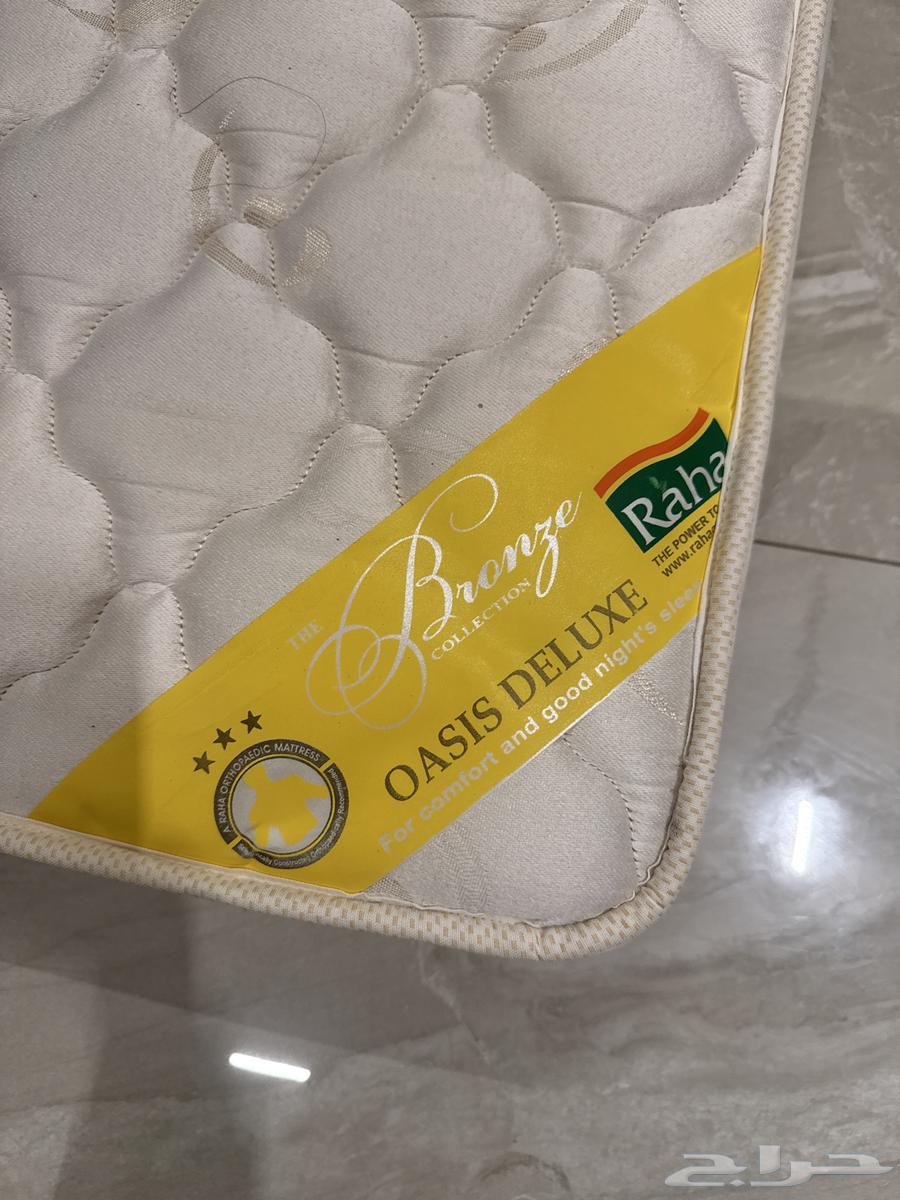 THE
Bronze
COLLECTION
OASIS DELUXE
For comfort and good night's sleep
Raha
THE POWER TO
www.raha
A RAHA ORTHOPAEDIC MATTRESS
حراج